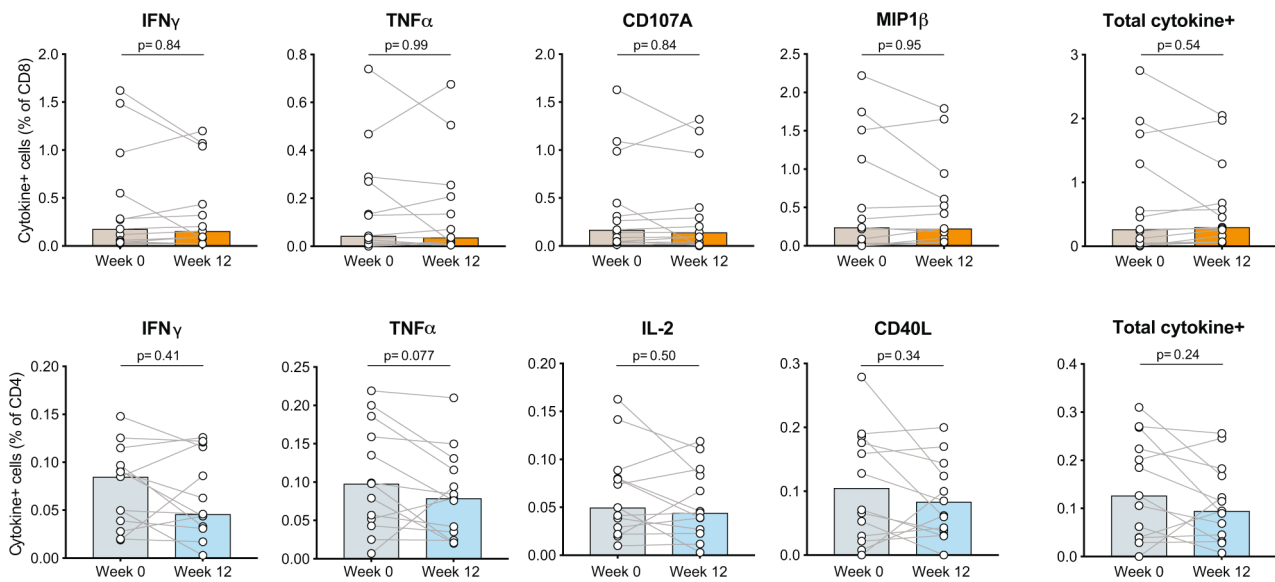 IFNγ TNFα CD107A MIP1β Total cytokine+
p= 0.84 p= 0.99 p= 0.84 p= 0.95 p= 0.54
Cytokine+ cells (% of CD8)
2.0 1.5 1.0 0.5 0.0
0.8 0.6 0.4 0.2 0.0
2.0 1.5 1.0 0.5 0.0
2.5 2.0 1.5 1.0 0.5 0.0
3 2 1 0
Week 0 Week 12 Week 0 Week 12 Week 0 Week 12 Week 0 Week 12 Week 0 Week 12
IFNγ TNFα IL-2 CD40L Total cytokine+
p= 0.41 p= 0.077 p= 0.50 p= 0.34 p= 0.24
Cytokine+ cells (% of CD4)
0.20 0.15 0.10 0.05 0.00
0.25 0.20 0.15 0.10 0.05 0.00
0.20 0.15 0.10 0.05 0.00
0.3 0.2 0.1 0.0
0.4 0.3 0.2 0.1 0.0
Week 0 Week 12 Week 0 Week 12 Week 0 Week 12 Week 0 Week 12 Week 0 Week 12